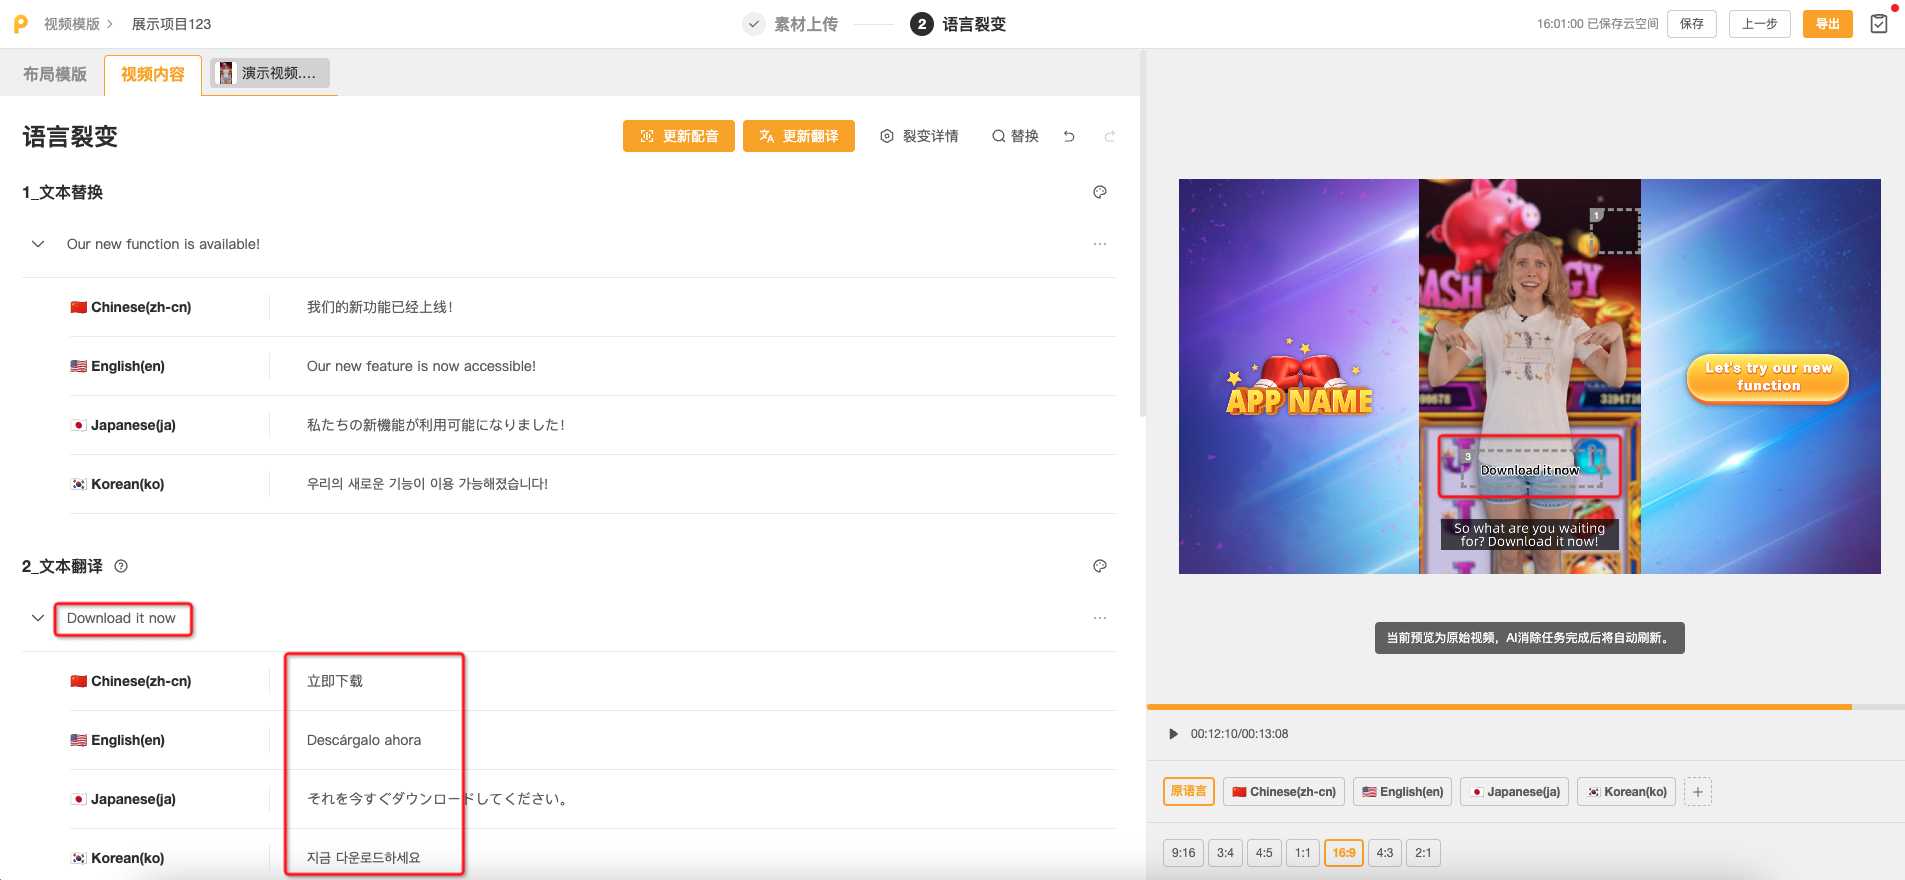 视频模版 > 展示项目123
素材上传
2 语言裂变
16:01:00 已保存云空间
保存
上一步
导出
布局模版
视频内容
演示视频....
语言裂变
更新配音
更新翻译
裂变详情
替换
1_文本替换
Our new function is available!
Chinese(zh-cn)
我们的新功能已经上线！
English(en)
Our new feature is now accessible!
Japanese(ja)
私たちの新機能が利用可能になりました！
Korean(ko)
우리의 새로운 기능이 이용 가능해졌습니다!
2_文本翻译
Download it now
Chinese(zh-cn)
立即下载
English(en)
Descárgalo ahora
Japanese(ja)
それを今すぐダウンロードしてください。
Korean(ko)
지금 다운로드하세요
1
CASH
GY
APP NAME
Let's try our new
function
3
Download it now
So what are you waiting
for? Download it now!
当前预览为原始视频，AI消除任务完成后将自动刷新。
00:12:10/00:13:08
原语言
Chinese(zh-cn)
English(en)
Japanese(ja)
Korean(ko)
9:16
3:4
4:5
1:1
16:9
4:3
2:1